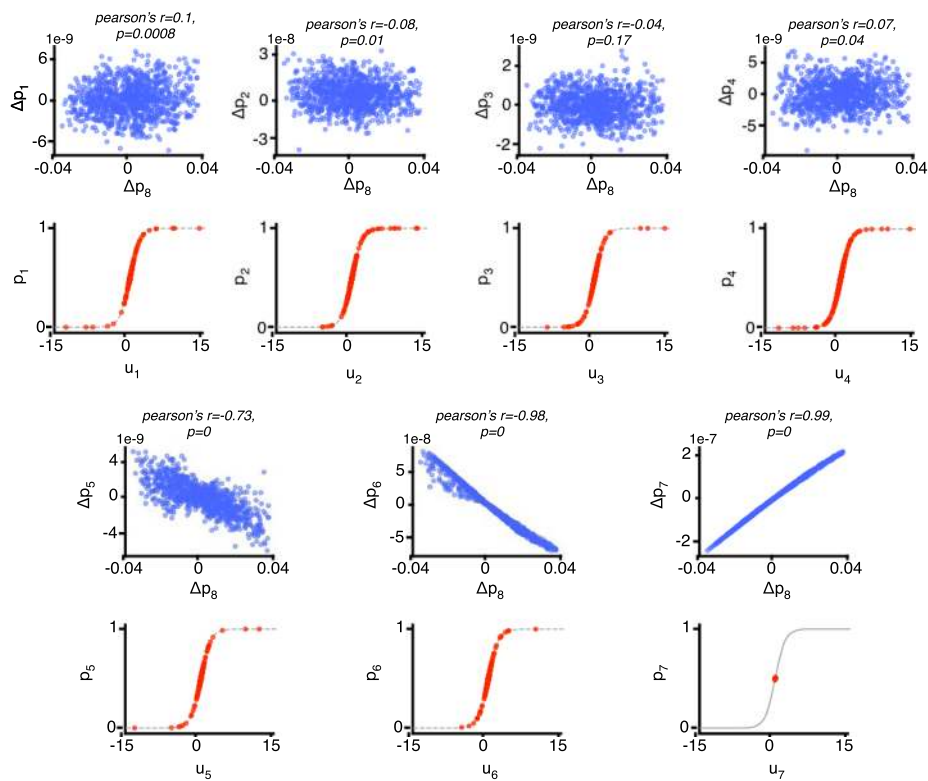 pearson's r=0.1,
p=0.0008
pearson's r=-0.08,
p=0.01
pearson's r=-0.04,
p=0.17
pearson's r=0.07,
p=0.04
1e-9
6
0
-6
Δp1
-0.04 0 0.04
Δp8
1e-8
3
0
-3
Δp2
-0.04 0 0.04
Δp8
1e-9
2
0
-2
Δp3
-0.04 0 0.04
Δp8
1e-9
5
0
-5
Δp4
-0.04 0 0.04
Δp8
1
0
p1
-15 0 15
u1
1
0
p2
-15 0 15
u2
1
0
p3
-15 0 15
u3
1
0
p4
-15 0 15
u4
pearson's r=-0.73,
p=0
pearson's r=-0.98,
p=0
pearson's r=0.99,
p=0
1e-9
4
0
-4
Δp5
-0.04 0 0.04
Δp8
1e-8
5
0
-5
Δp6
-0.04 0 0.04
Δp8
1e-7
2
0
-2
Δp7
-0.04 0 0.04
Δp8
1
0
p5
-15 0 15
u5
1
0
p6
-15 0 15
u6
1
0
p7
-15 0 15
u7